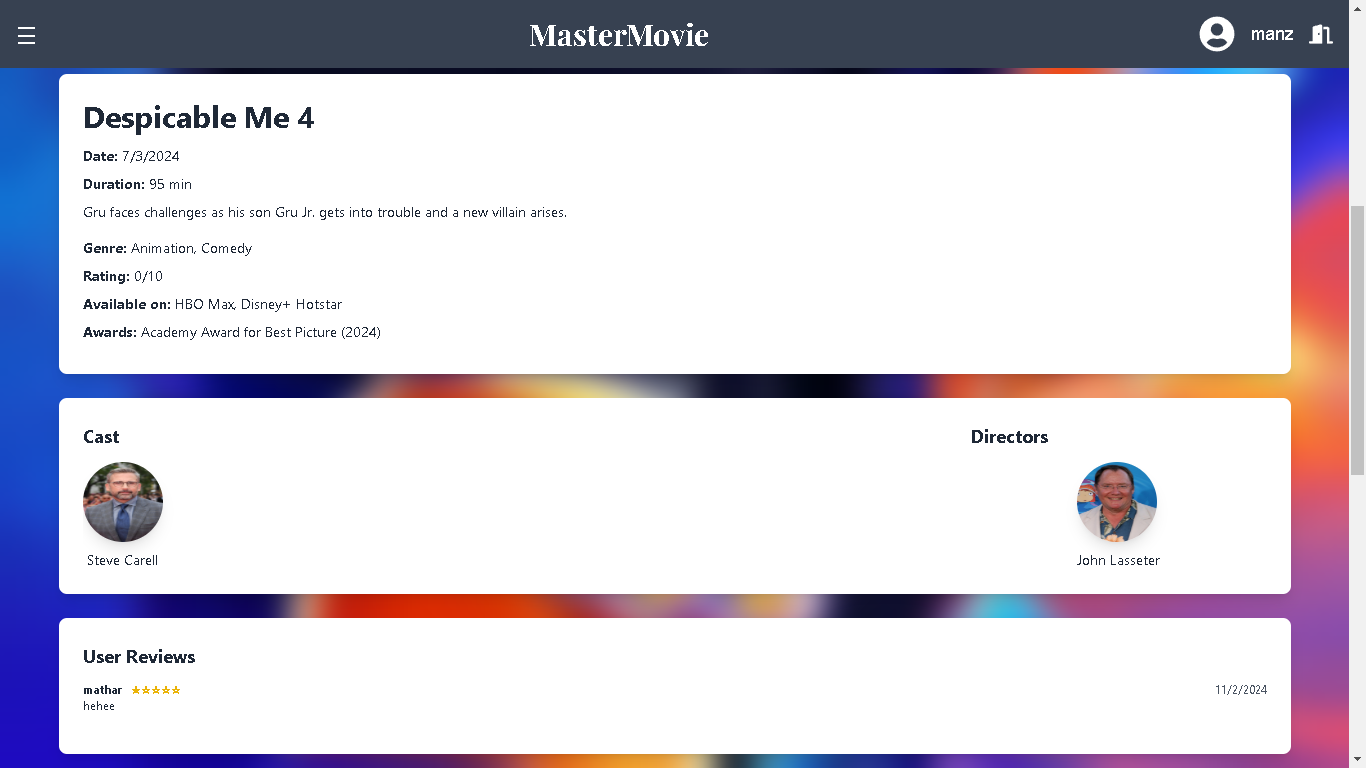 ☰ MasterMovie manz
Despicable Me 4
Date: 7/3/2024
Duration: 95 min
Gru faces challenges as his son Gru Jr. gets into trouble and a new villain arises.
Genre: Animation, Comedy
Rating: 0/10
Available on: HBO Max, Disney+ Hotstar
Awards: Academy Award for Best Picture (2024)
Cast Directors
Steve Carell John Lasseter
User Reviews
mathar ★★★★★ 11/2/2024
hehee